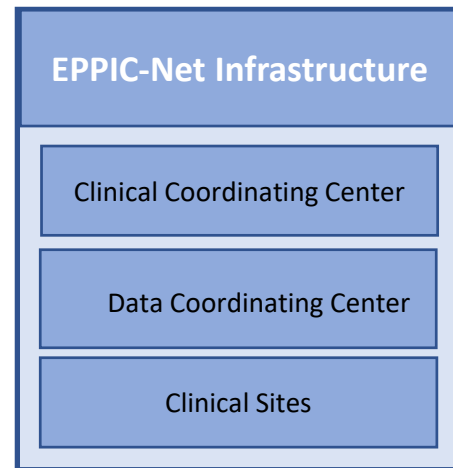 EPPIC-Net Infrastructure
Clinical Coordinating Center
Data Coordinating Center
Clinical Sites